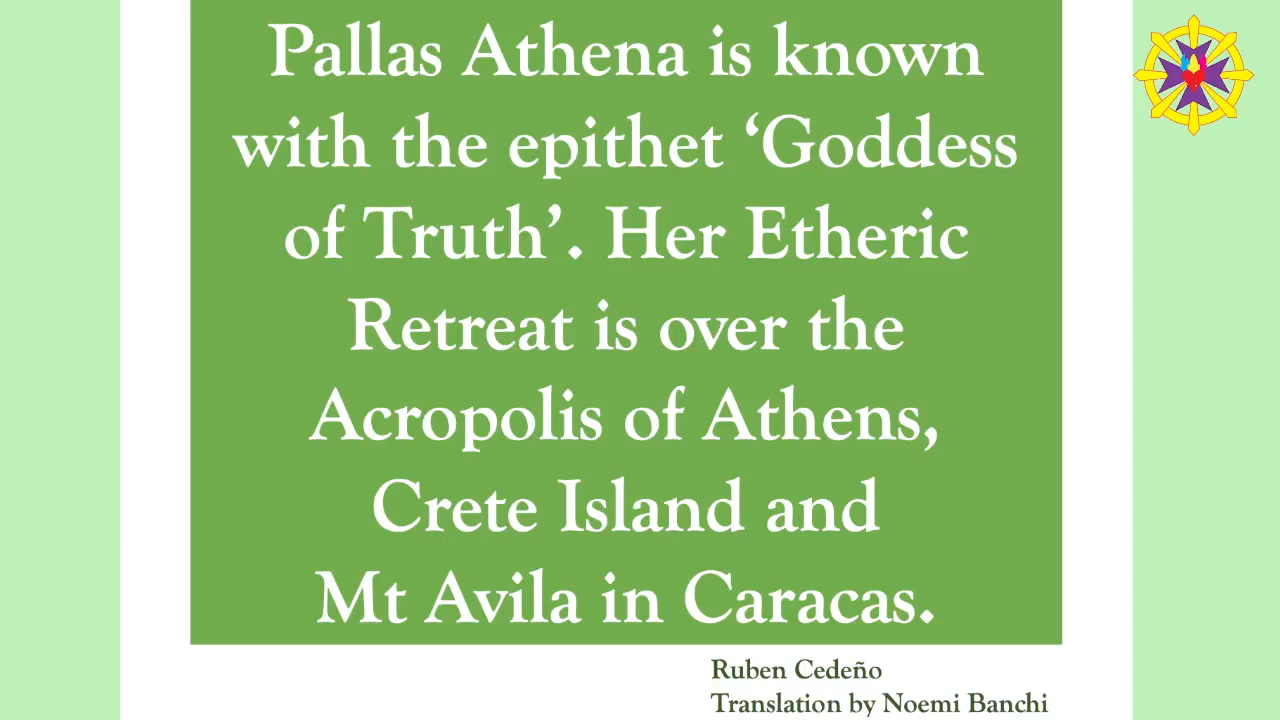 Pallas Athena is known
with the epithet ‘Goddess
of Truth’. Her Etheric
Retreat is over the
Acropolis of Athens,
Crete Island and
Mt Avila in Caracas.
Ruben Cedeño
Translation by Noemi Banchi